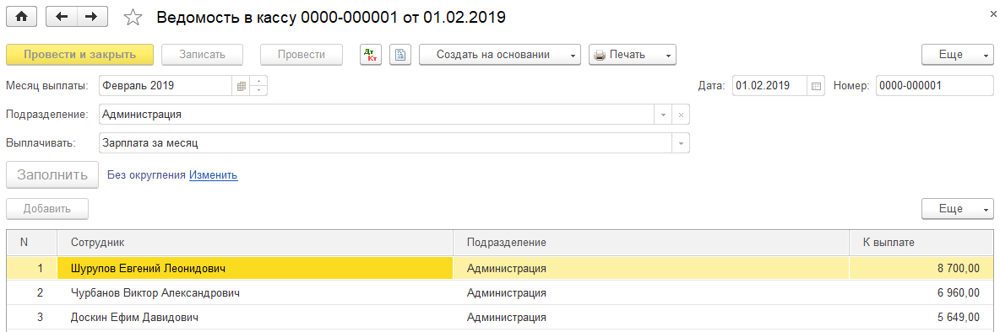 Ведомость в кассу 0000-000001 от 01.02.2019
Провести и закрыть Записать Провести Дт Кт Создать на основании Печать Еще
Месяц выплаты: Февраль 2019 Дата: 01.02.2019 Номер: 0000-000001
Подразделение: Администрация
Выплачивать: Зарплата за месяц
Заполнить Без округления Изменить
Добавить Еще
N Сотрудник Подразделение К выплате
1 Шурупов Евгений Леонидович Администрация 8 700,00
2 Чурбанов Виктор Александрович Администрация 6 960,00
3 Доскин Ефим Давидович Администрация 5 649,00